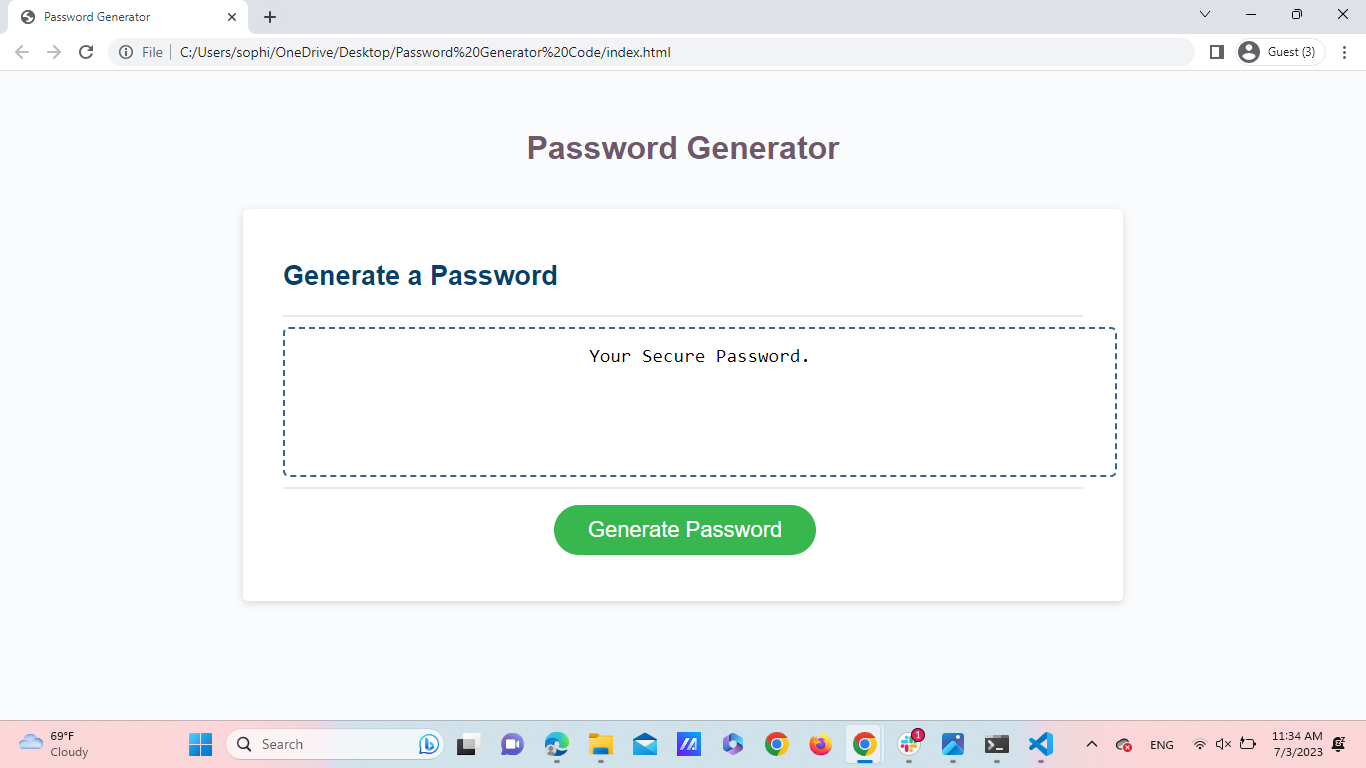 Password Generator
File
C:/Users/sophi/OneDrive/Desktop/Password%20Generator%20Code/index.html
Guest (3)
Password Generator
Generate a Password
Your Secure Password.
Generate Password
69°F
Cloudy
Search
1
ENG
11:34 AM
7/3/2023